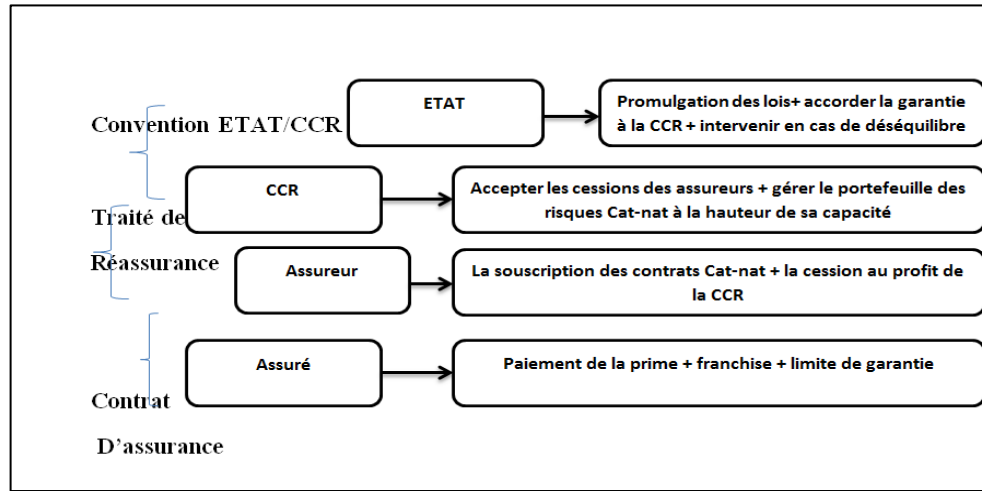 ETAT
Promulgation des lois+ accorder la garantie
à la CCR + intervenir en cas de déséquilibre
Convention ETAT/CCR
CCR
Accepter les cessions des assureurs + gérer le portefeuille des
risques Cat-nat à la hauteur de sa capacité
Traité de
Réassurance
Assureur
La souscription des contrats Cat-nat + la cession au profit de
la CCR
Assuré
Paiement de la prime + franchise + limite de garantie
Contrat
D’assurance